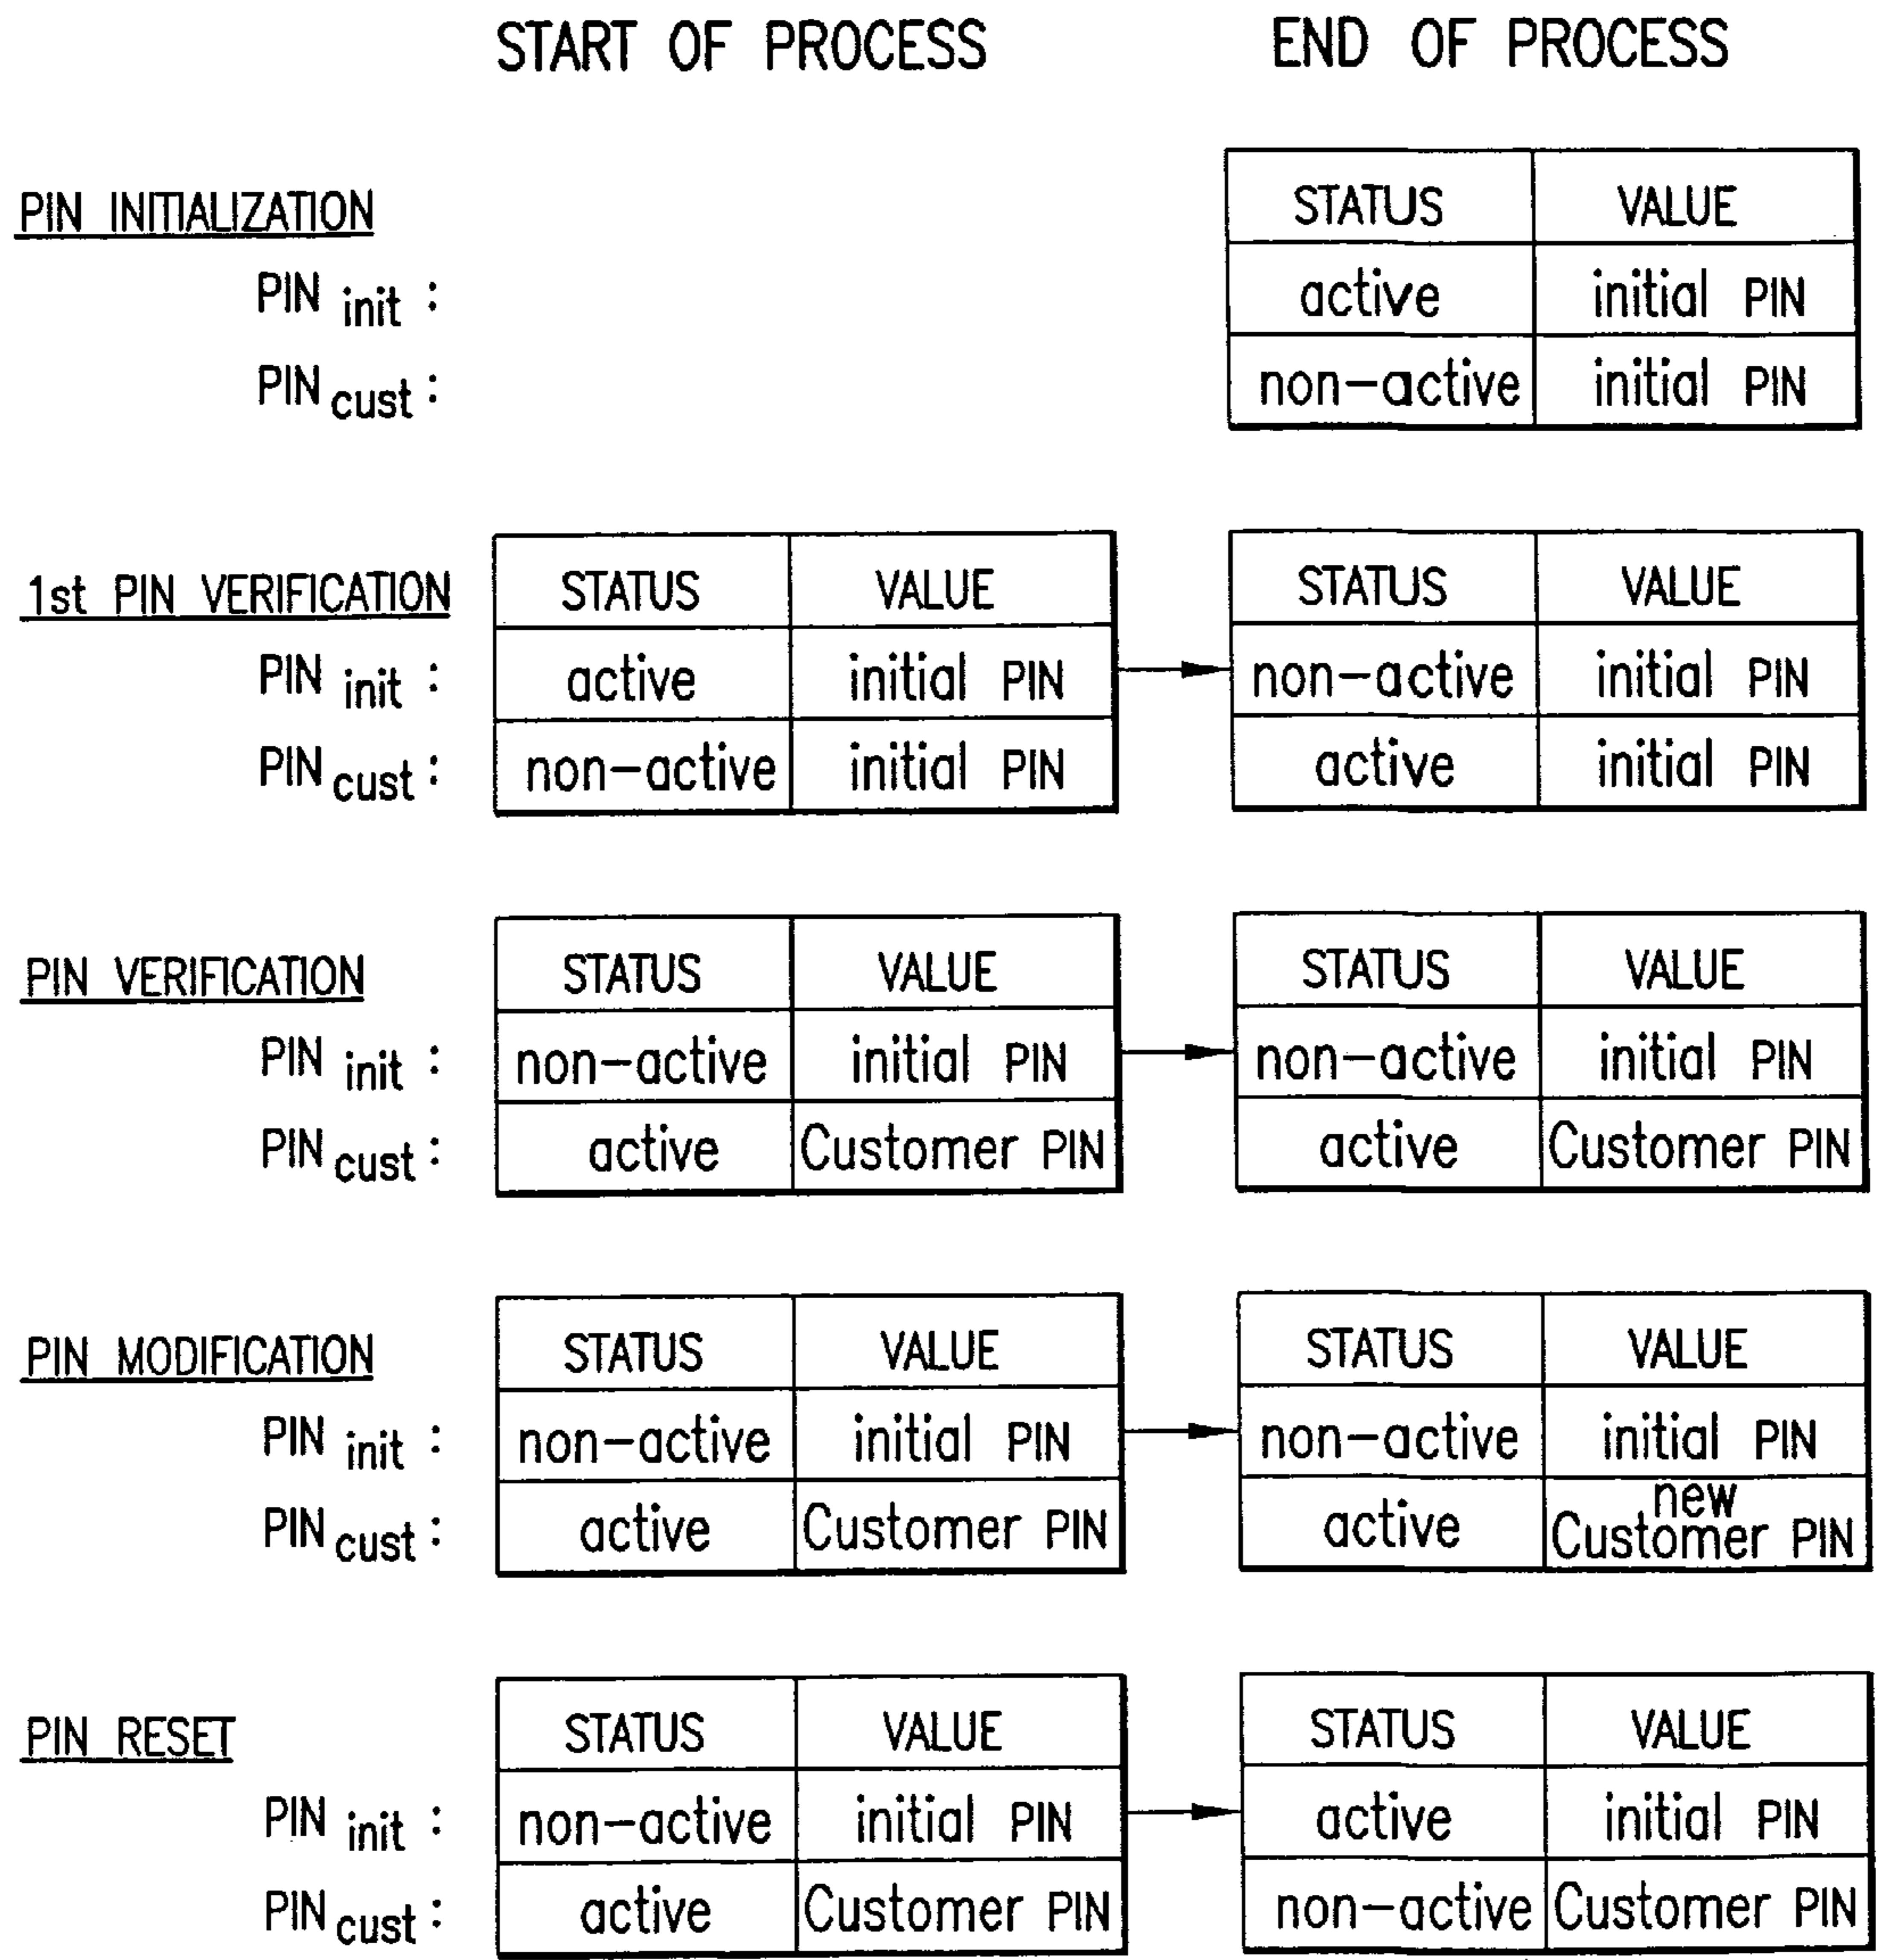 START OF PROCESS END OF PROCESS
PIN INITIALIZATION STATUS VALUE
PIN init : active initial PIN
PIN cust : non-active initial PIN
1st PIN VERIFICATION STATUS VALUE STATUS VALUE
PIN init : active initial PIN non-active initial PIN
PIN cust : non-active initial PIN active initial PIN
PIN VERIFICATION STATUS VALUE STATUS VALUE
PIN init : non-active initial PIN non-active initial PIN
PIN cust : active Customer PIN active Customer PIN
PIN MODIFICATION STATUS VALUE STATUS VALUE
PIN init : non-active initial PIN non-active initial PIN
PIN cust : active Customer PIN active new Customer PIN
PIN RESET STATUS VALUE STATUS VALUE
PIN init : non-active initial PIN active initial PIN
PIN cust : active Customer PIN non-active Customer PIN